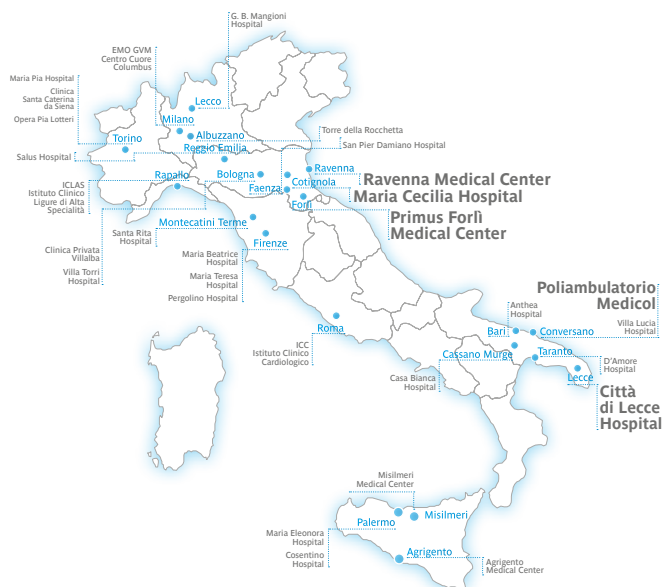 G. B. Mangioni
Hospital
EMO GVM
Centro Cuore
Columbus
Maria Pia Hospital
Clinica
Santa Caterina
da Siena
Opera Pia Lotteri
Lecco
Milano
Albuzzano
Torino
Reggio Emilia
Torre della Rocchetta
San Pier Damiano Hospital
Salus Hospital
Rapallo
Bologna
Ravenna
Cotignola
Faenza
Forlì
Ravenna Medical Center
Maria Cecilia Hospital
Primus Forlì
Medical Center
ICLAS
Istituto Clinico
Ligure di Alta
Specialità
Montecatini Terme
Santa Rita
Hospital
Firenze
Clinica Privata
Villalba
Villa Torri
Hospital
Maria Beatrice
Hospital
Maria Teresa
Hospital
Pergolino Hospital
Poliambulatorio
Medicol
Anthea
Hospital
Villa Lucia
Hospital
Roma
Bari
Conversano
ICC
Istituto Clinico
Cardiologico
Cassano Murge
Taranto
D'Amore
Hospital
Casa Bianca
Hospital
Lecce
Città
di Lecce
Hospital
Misilmeri
Medical Center
Palermo
Misilmeri
Maria Eleonora
Hospital
Cosentino
Hospital
Agrigento
Agrigento
Medical Center